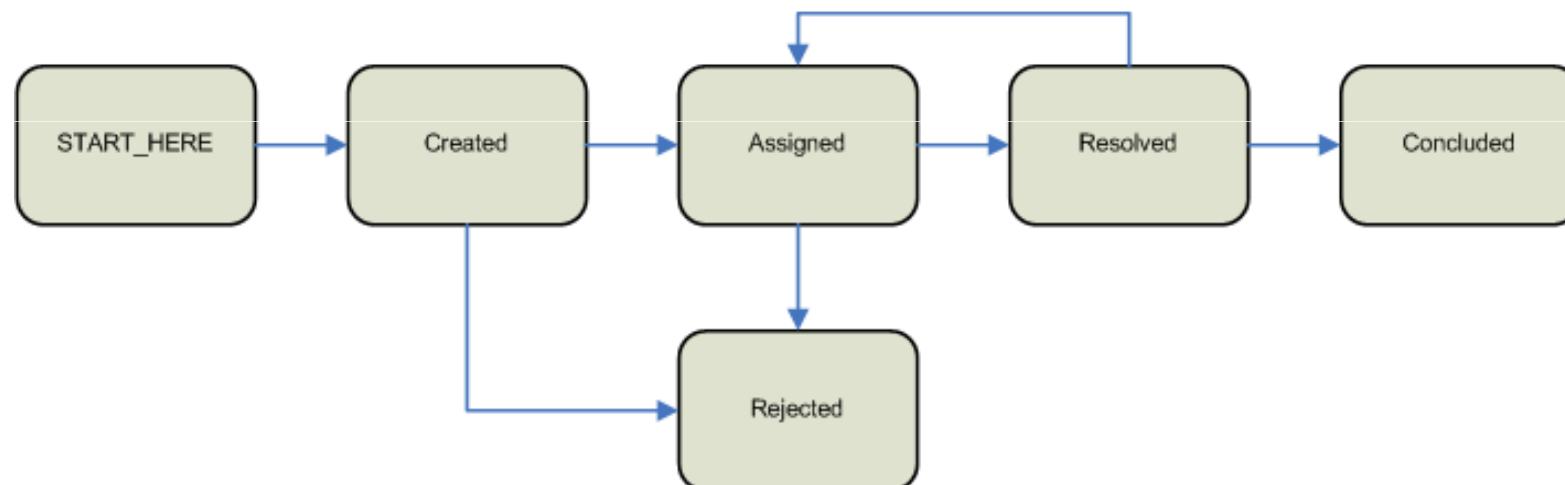 START_HERE
Created
Assigned
Resolved
Concluded
Rejected